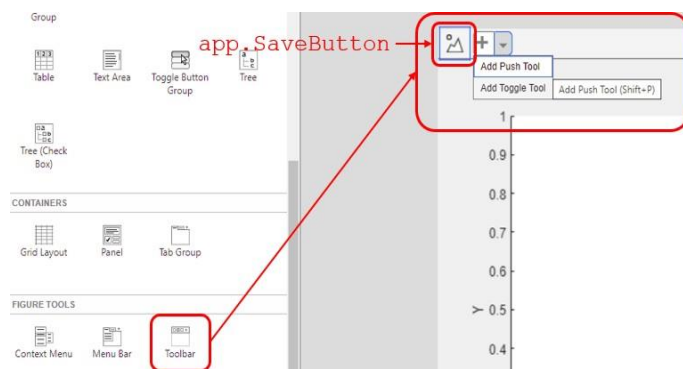 Group
Table
Text Area
Toggle Button
Group
Tree
Tree (Check
Box)
CONTAINERS
Grid Layout
Panel
Tab Group
FIGURE TOOLS
Context Menu
Menu Bar
Toolbar
app.SaveButton
Add Push Tool
Add Toggle Tool
Add Push Tool (Shift+P)
1
0.9
0.8
0.7
0.6
Y
0.5
0.4